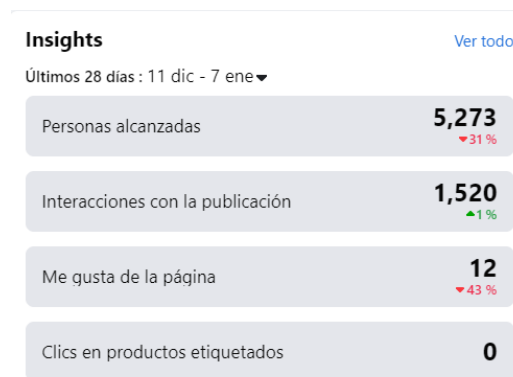 Insights
Ver todo
Últimos 28 días : 11 dic - 7 ene
Personas alcanzadas
5,273
31 %
Interacciones con la publicación
1,520
1 %
Me gusta de la página
12
43 %
Clics en productos etiquetados
0